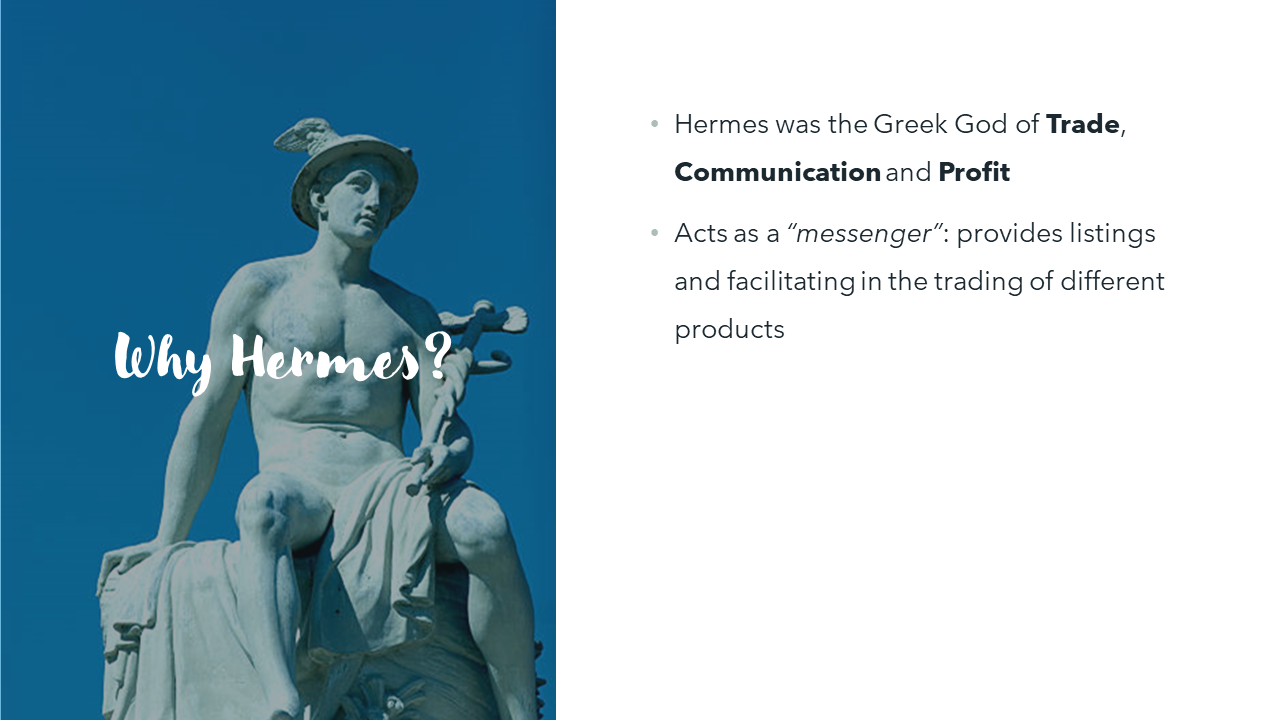 Why Hermes?
• Hermes was the Greek God of Trade,
Communication and Profit
• Acts as a “messenger”: provides listings
and facilitating in the trading of different
products